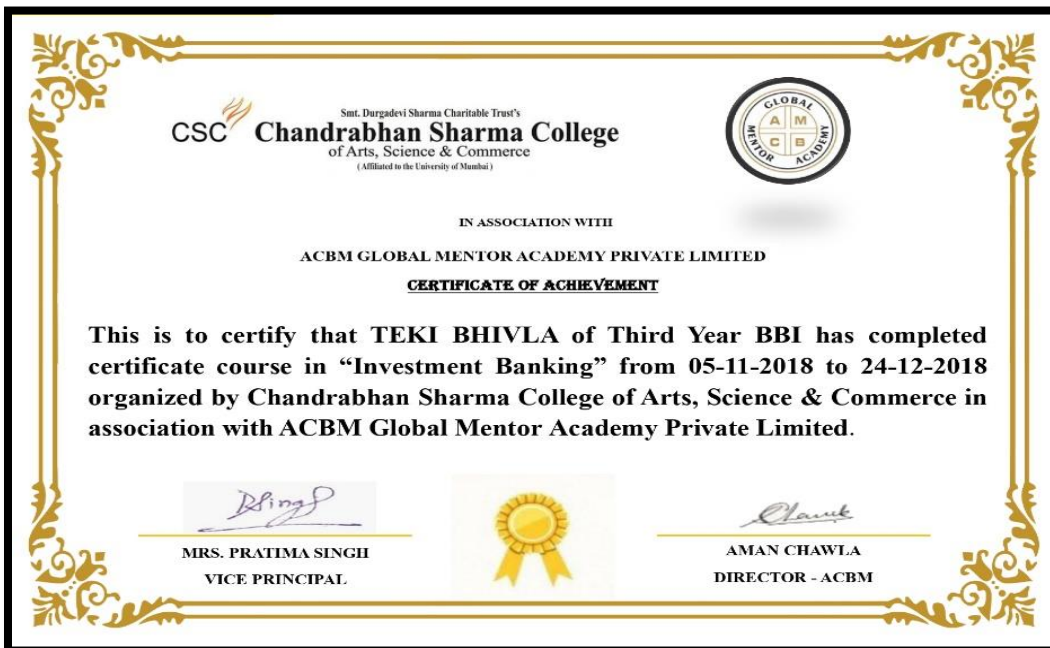 CSC
Smt. Durgadevi Sharma Charitable Trust's
Chandrabhan Sharma College
of Arts, Science & Commerce
( Affiliated to the University of Mumbai )
GLOBAL
MENTOR ACADEMY
A M
C B
IN ASSOCIATION WITH
ACBM GLOBAL MENTOR ACADEMY PRIVATE LIMITED
CERTIFICATE OF ACHIEVEMENT
This is to certify that TEKI BHIVLA of Third Year BBI has completed
certificate course in “Investment Banking” from 05-11-2018 to 24-12-2018
organized by Chandrabhan Sharma College of Arts, Science & Commerce in
association with ACBM Global Mentor Academy Private Limited.
MRS. PRATIMA SINGH
VICE PRINCIPAL
AMAN CHAWLA
DIRECTOR - ACBM